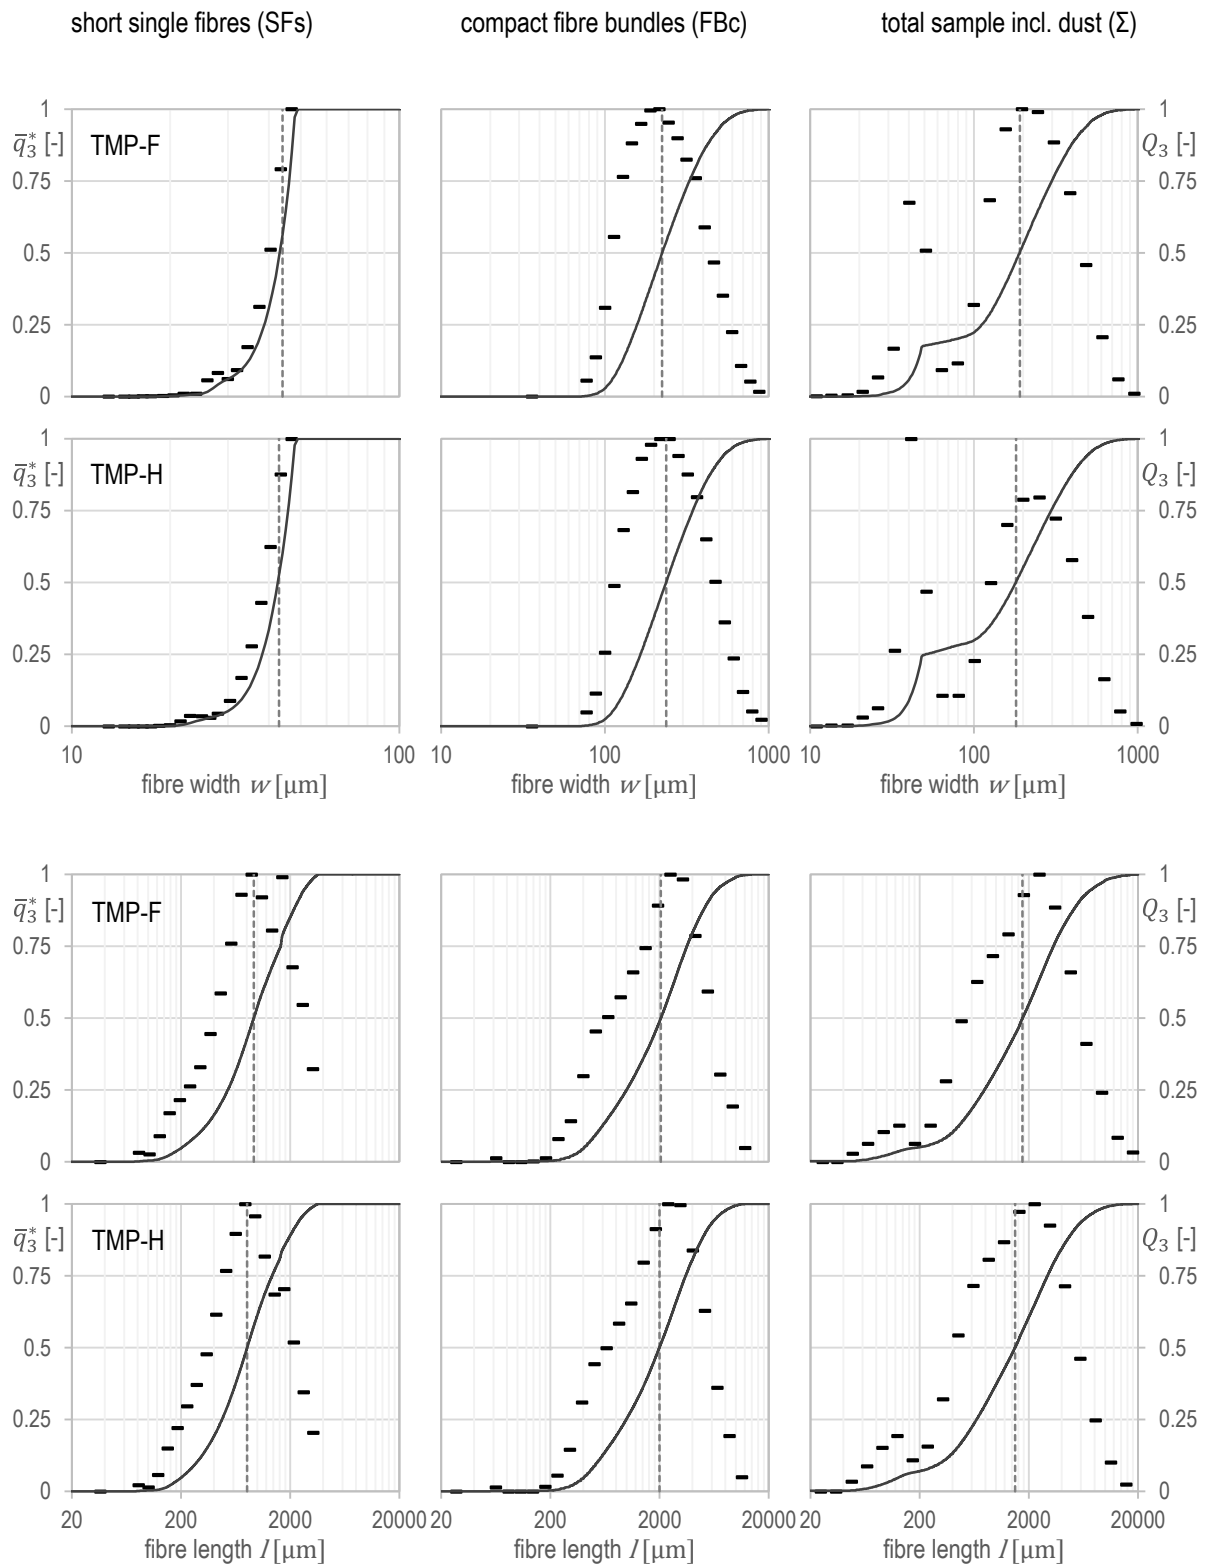 short single fibres (SFs) compact fibre bundles (FBc) total sample incl. dust (Σ)
1 1
q̅₃* [-] TMP-F Q₃ [-]
0.75 0.75
0.5 0.5
0.25 0.25
0 0
1 1
q̅₃* [-] TMP-H Q₃ [-]
0.75 0.75
0.5 0.5
0.25 0.25
0 0
10 100 10 100 1000 10 100 1000
fibre width w [μm] fibre width w [μm] fibre width w [μm]
1 1
q̅₃* [-] TMP-F Q₃ [-]
0.75 0.75
0.5 0.5
0.25 0.25
0 0
1 1
q̅₃* [-] TMP-H Q₃ [-]
0.75 0.75
0.5 0.5
0.25 0.25
0 0
20 200 2000 20000 20 200 2000 20000 20 200 2000 20000
fibre length l [μm] fibre length l [μm] fibre length l [μm]